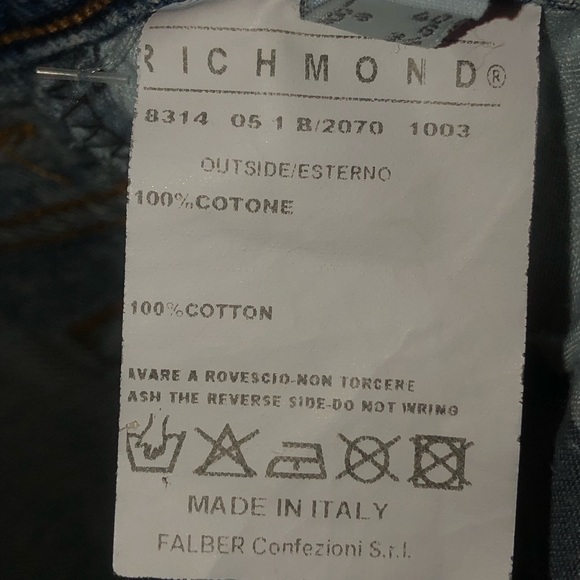 RICHMOND®
8314 05 1 B/2070 1003
OUTSIDE/ESTERNO
100%COTONE
100%COTTON
AVARE A ROVESCIO-NON TORCERE
ASH THE REVERSE SIDE-DO NOT WRING
MADE IN ITALY
FALBER Confezioni S.r.l.